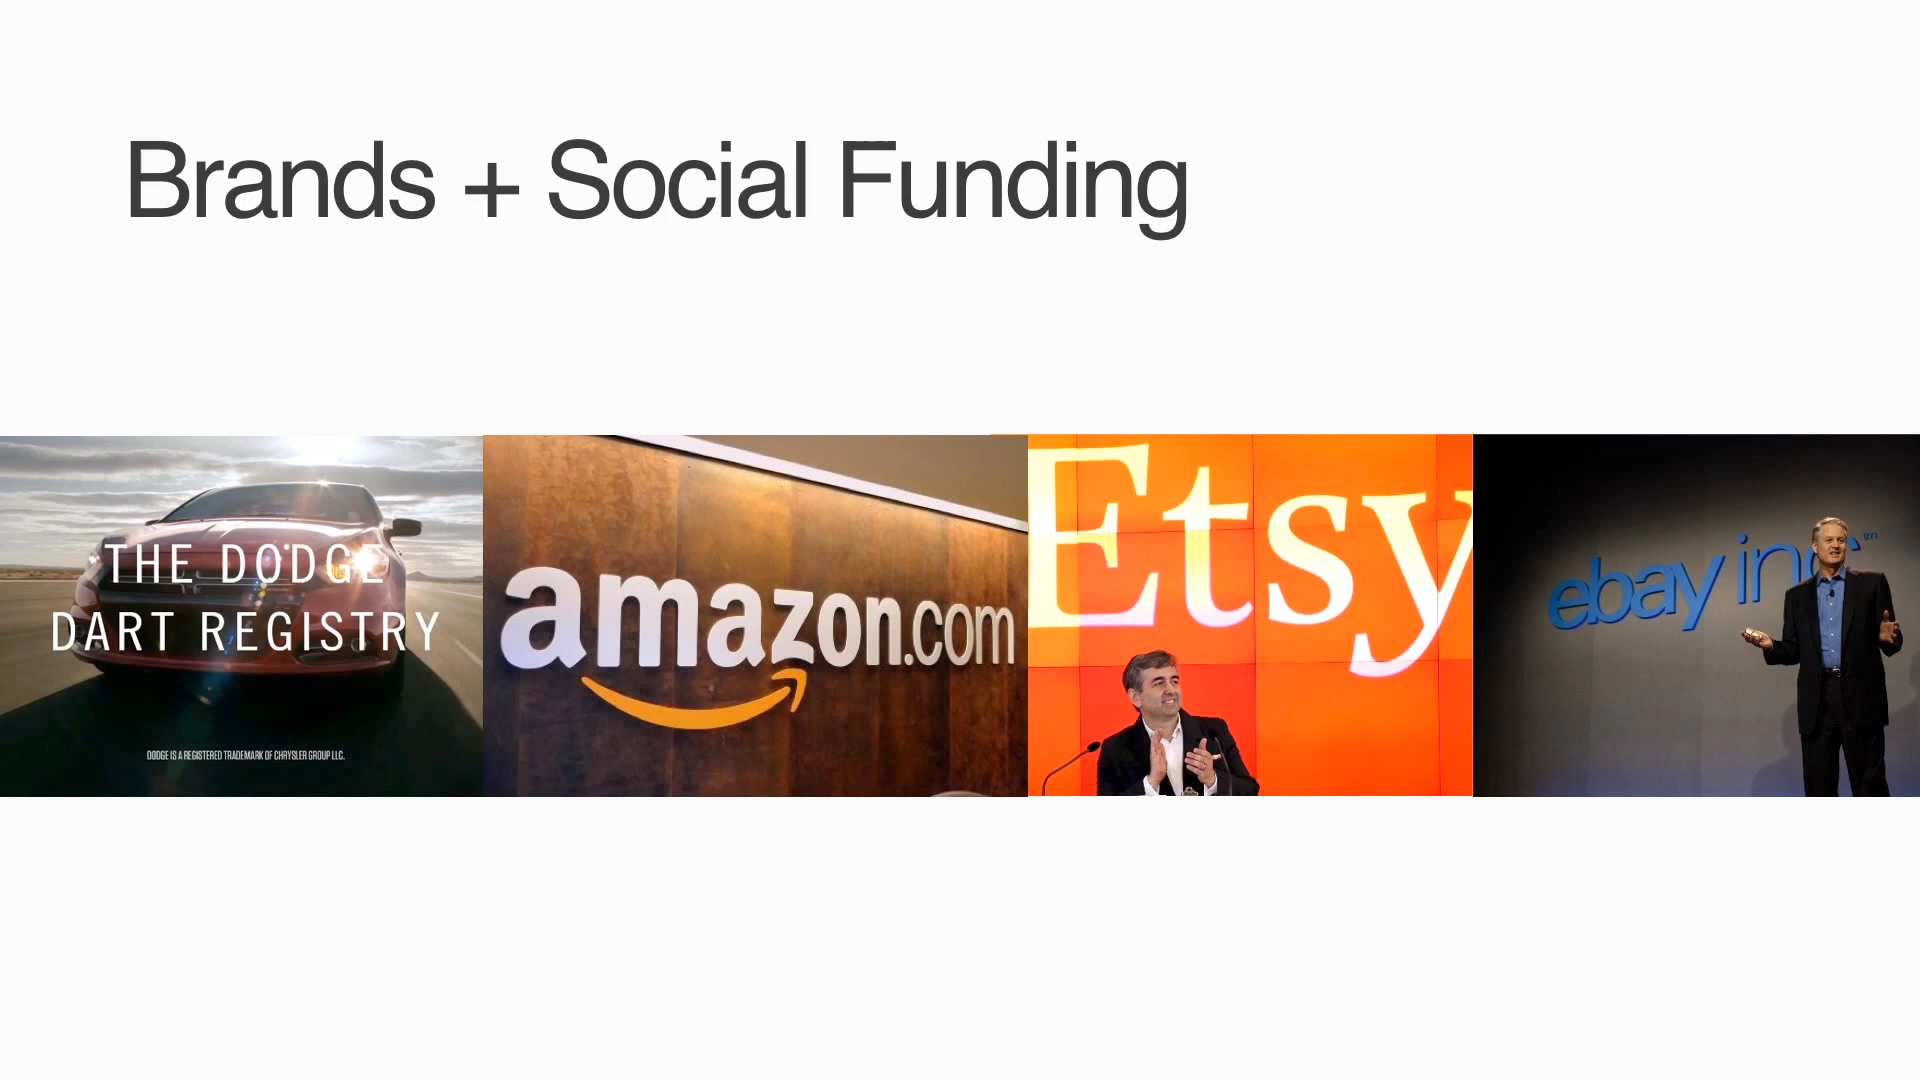 Brands + Social Funding
THE DODGE
DART REGISTRY
DODGE IS A REGISTERED TRADEMARK OF CHRYSLER GROUP LLC.
amazon.com
Etsy
ebay inc™